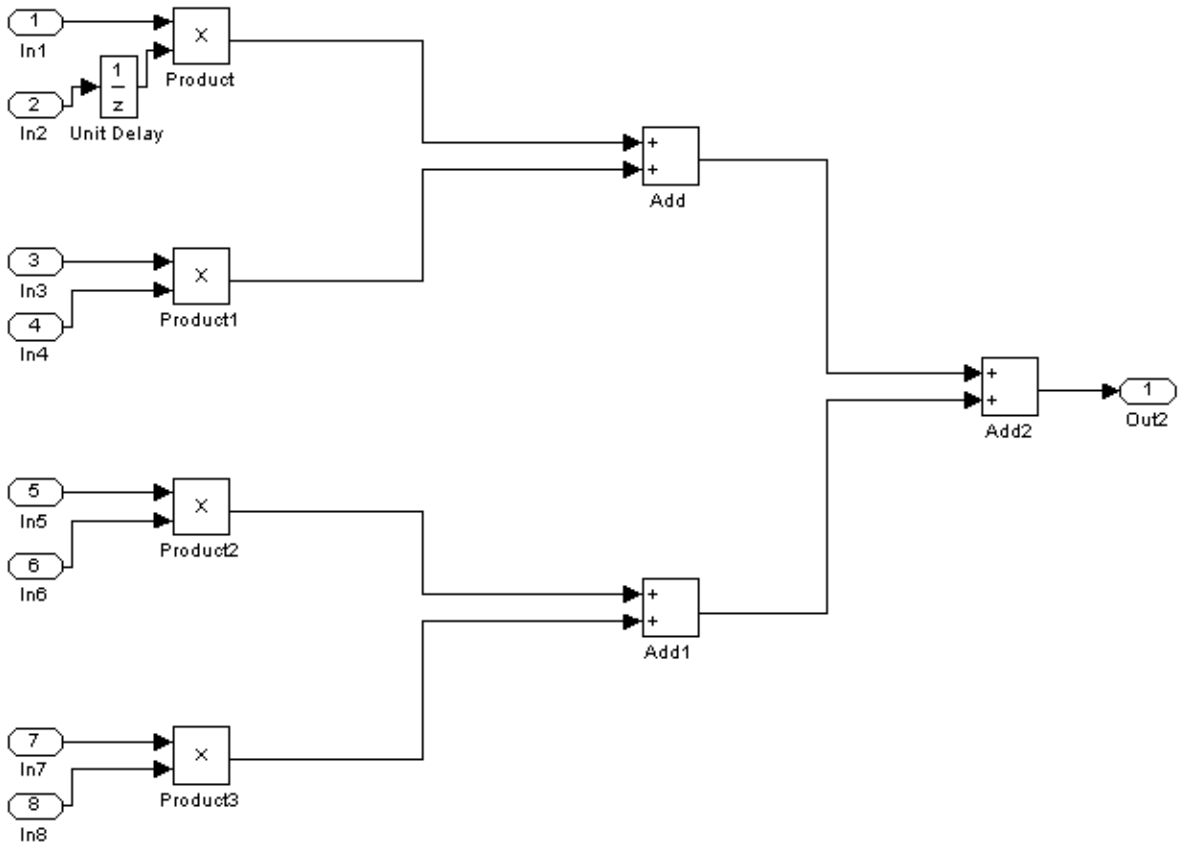 1
In1
×
Product
1
z
Unit Delay
2
In2
+
+
Add
3
In3
×
Product1
4
In4
+
+
Add2
1
Out2
5
In5
×
Product2
6
In6
+
+
Add1
7
In7
×
Product3
8
In8